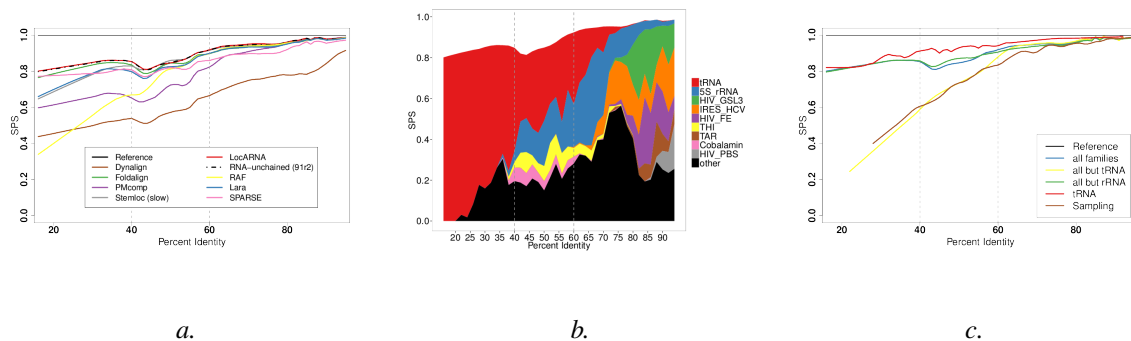 1.0
0.8
0.6
0.4
0.2
0.0
SPS
20
40
60
80
Percent Identity
Reference
Dynalign
Foldalign
PMcomp
Stemloc (slow)
LocARNA
RNA-unchained (91r2)
RAF
Lara
SPARSE
a.
1.0
0.8
0.6
0.4
0.2
0.0
SPS
20 25 30 35 40 45 50 55 60 65 70 75 80 85 90
Percent Identity
tRNA
5S_rRNA
HIV_GSL3
IRES_HCV
HIV_FE
THI
TAR
Cobalamin
HIV_PBS
other
b.
1.0
0.8
0.6
0.4
0.2
0.0
SPS
20
40
60
80
Percent Identity
Reference
all families
all but tRNA
all but rRNA
tRNA
Sampling
c.